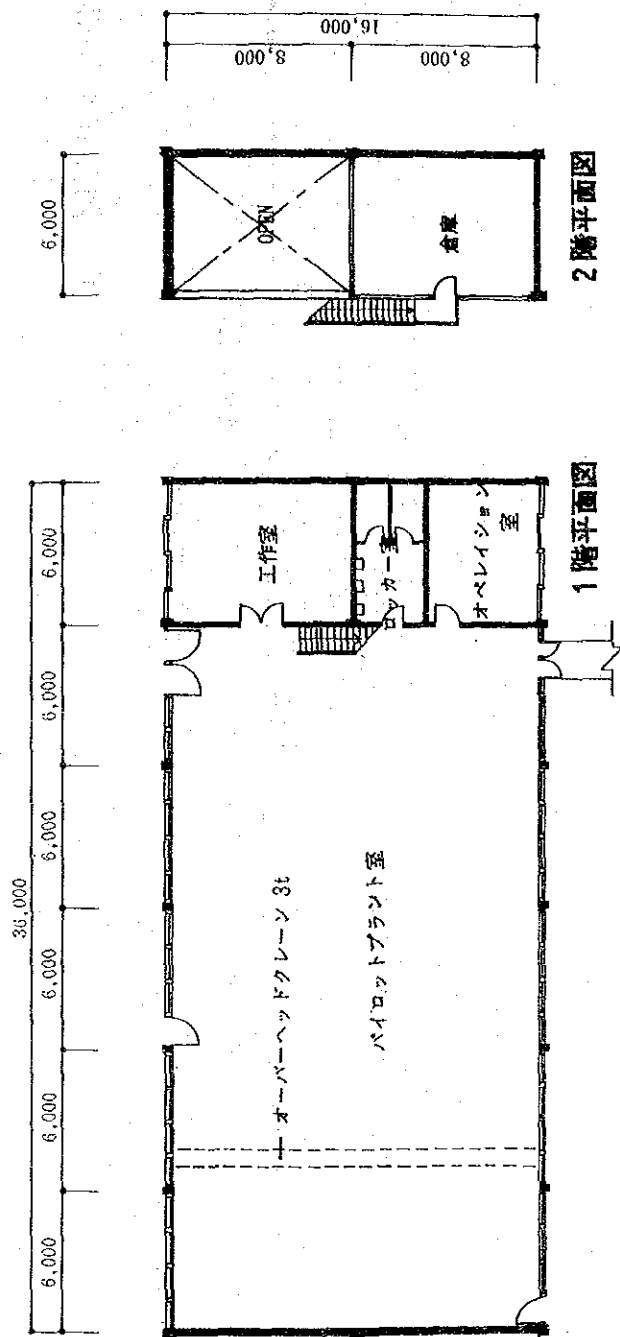 36,000
6,000
6,000
6,000
6,000
6,000
6,000
オーバーヘッドクレーン 3t
パイロットプラント室
工作室
ロッカー室
オペレイション
室
1階平面図
6,000
OPEN
倉庫
8,000
8,000
16,000
2階平面図